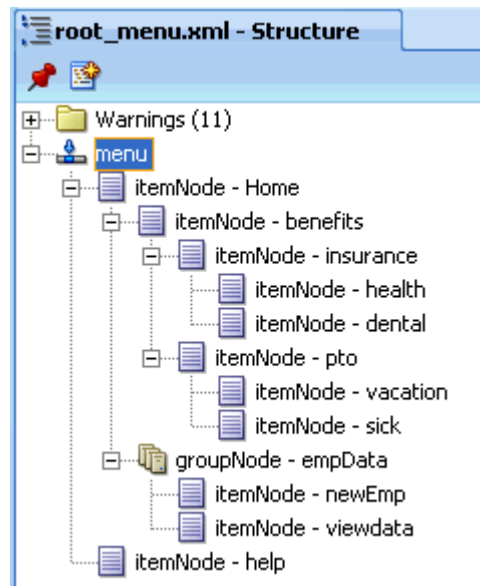 root_menu.xml - Structure
Warnings (11)
menu
itemNode - Home
itemNode - benefits
itemNode - insurance
itemNode - health
itemNode - dental
itemNode - pto
itemNode - vacation
itemNode - sick
groupNode - empData
itemNode - newEmp
itemNode - viewdata
itemNode - help